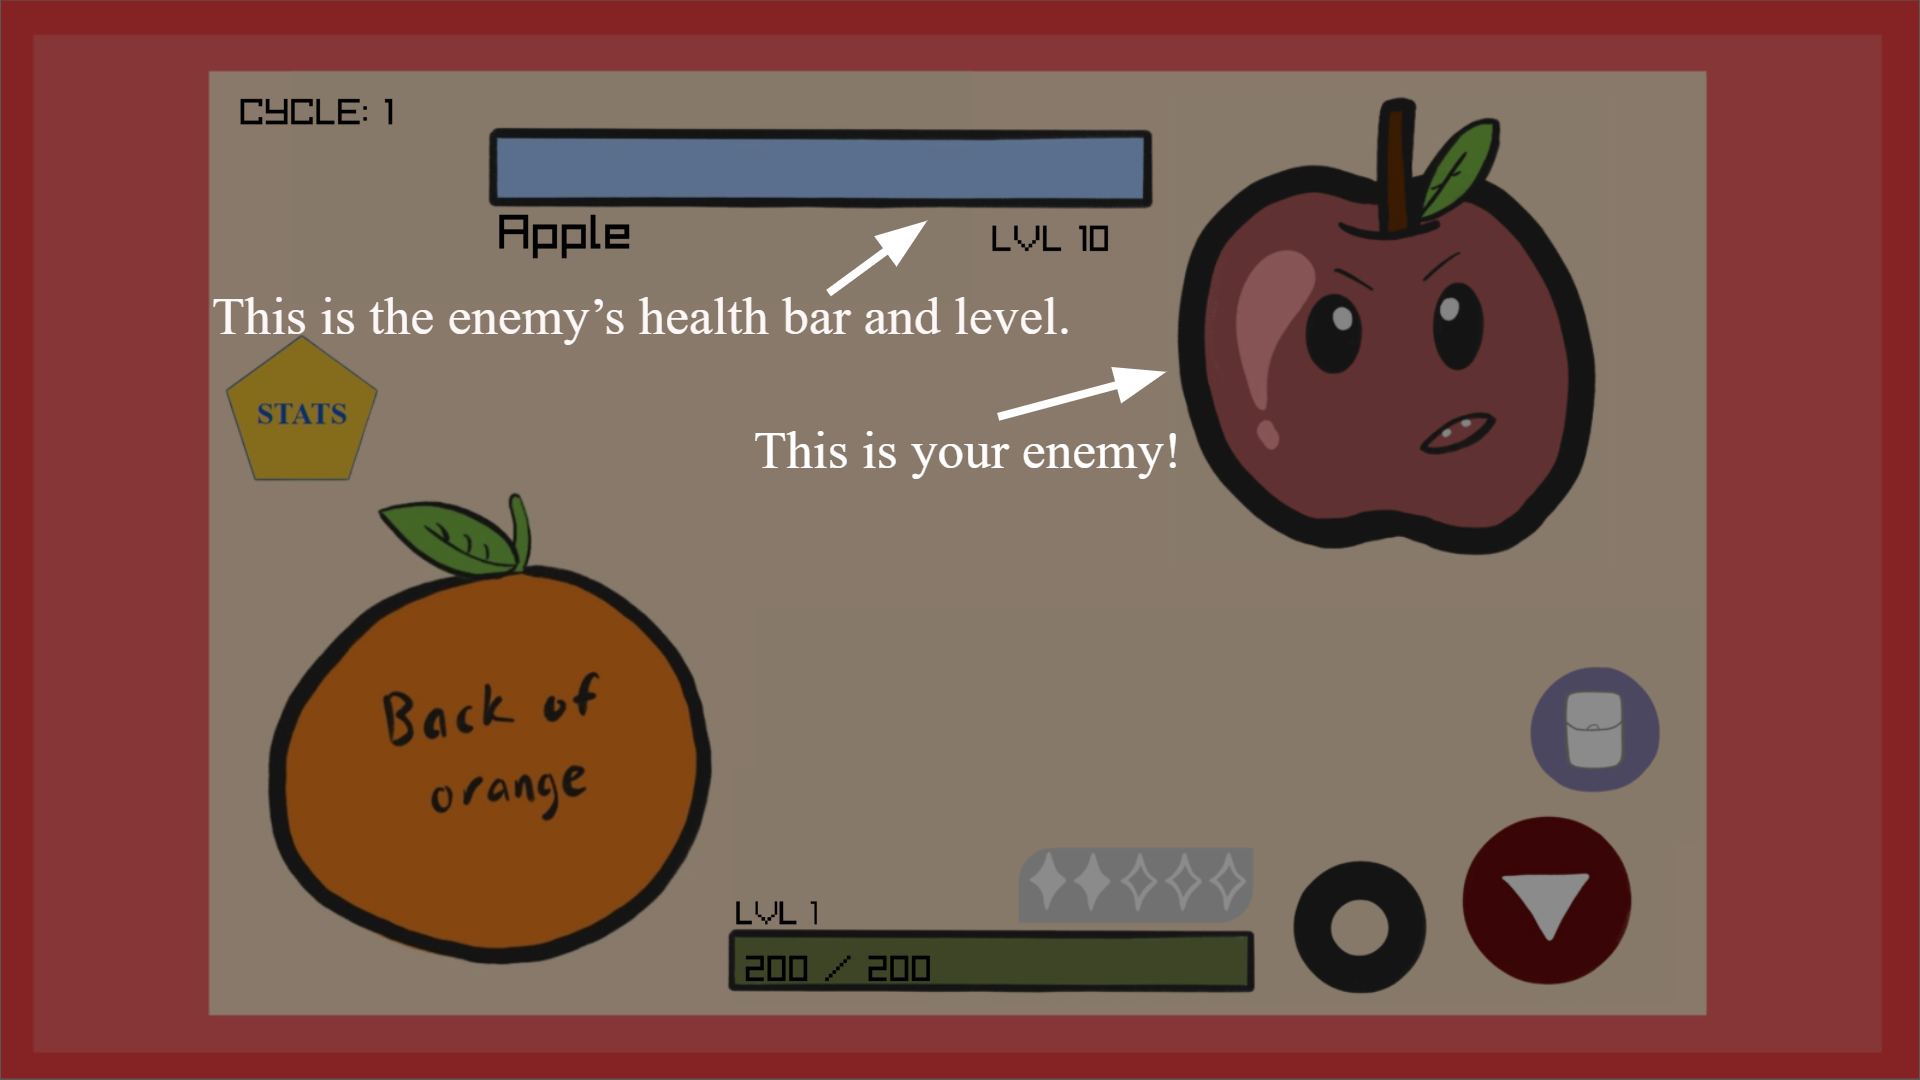 CYCLE: 1
Apple
LVL 10
This is the enemy’s health bar and level.
STATS
This is your enemy!
Back of
orange
LVL 1
200 / 200